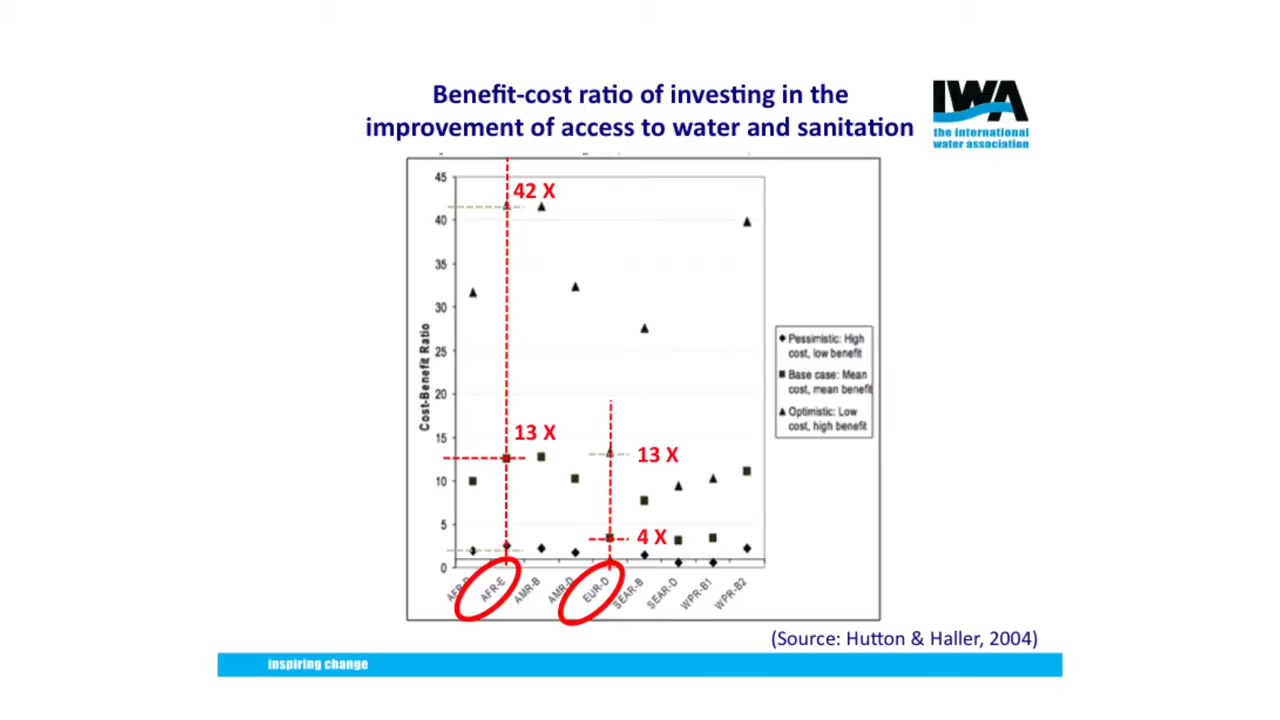 Benefit-cost ratio of investing in the
improvement of access to water and sanitation
IWA
the international
water association
45
40
35
30
25
20
15
10
5
0
Cost-Benefit Ratio
42 X
13 X
13 X
4 X
AFR-D
AFR-E
AMR-B
AMR-D
EUR-D
SEAR-B
SEAR-D
WPR-B1
WPR-B2
Pessimistic: High
cost, low benefit
Base case: Mean
cost, mean benefit
Optimistic: Low
cost, high benefit
(Source: Hutton & Haller, 2004)
inspiring change